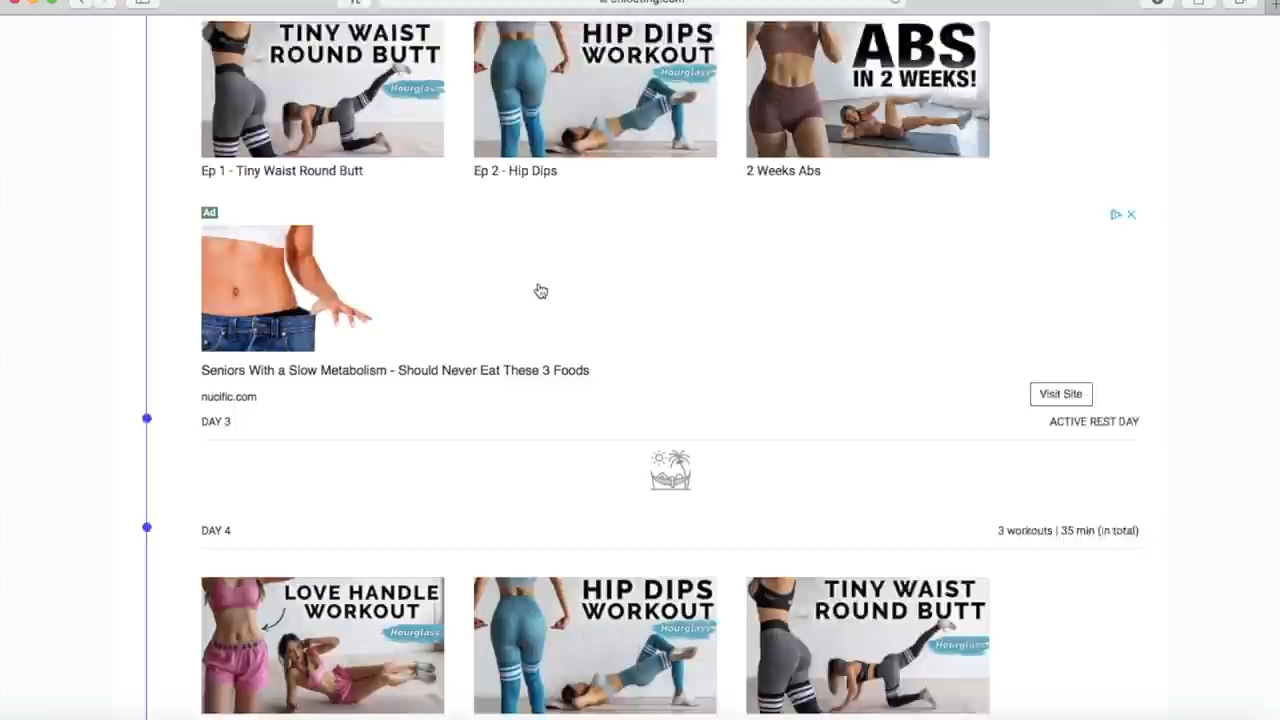 TINY WAIST
ROUND BUTT
Hourglass
HIP DIPS
WORKOUT
Hourglass
ABS
IN 2 WEEKS!
Ep 1 - Tiny Waist Round Butt
Ep 2 - Hip Dips
2 Weeks Abs
Ad
Seniors With a Slow Metabolism - Should Never Eat These 3 Foods
nucific.com
Visit Site
DAY 3
ACTIVE REST DAY
DAY 4
3 workouts | 35 min (in total)
LOVE HANDLE
WORKOUT
Hourglass
HIP DIPS
WORKOUT
Hourglass
TINY WAIST
ROUND BUTT
Hourglass